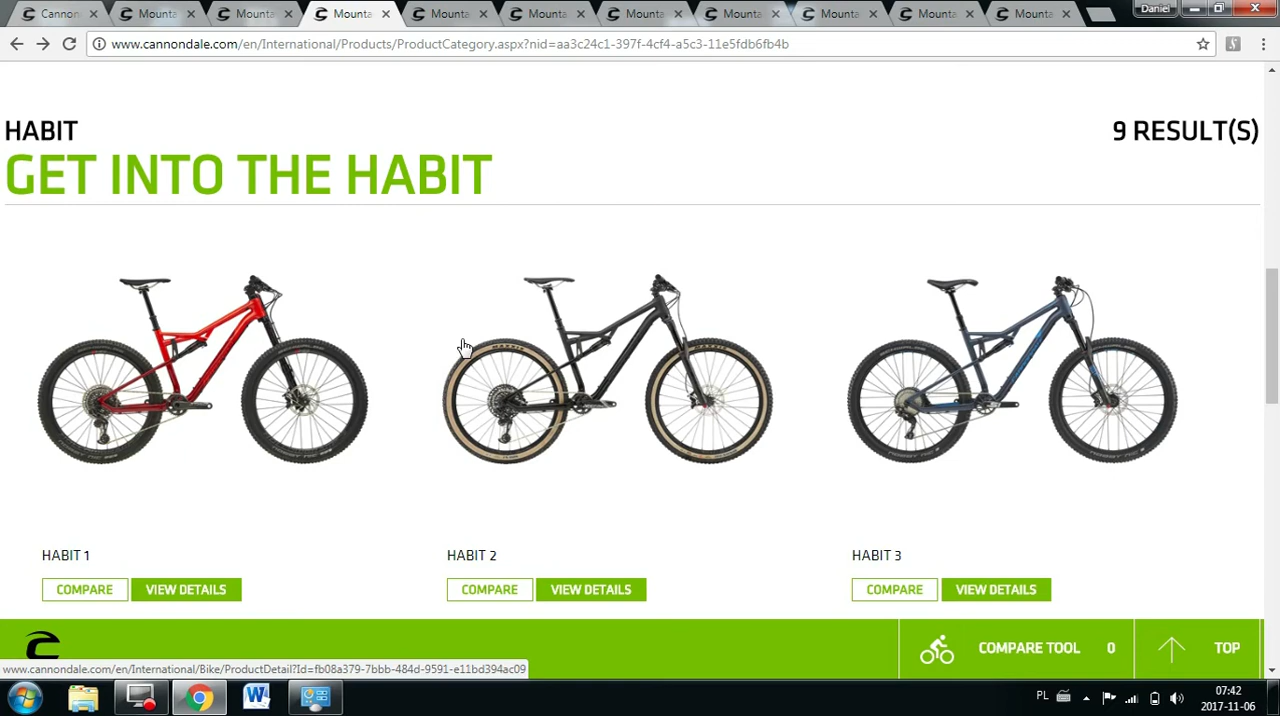 Cannon
Mounta
Mounta
Mounta
Mounta
Mounta
Mounta
Mounta
Mounta
Mounta
Mounta
Daniel
www.cannondale.com/en/International/Products/ProductCategory.aspx?nid=aa3c24c1-397f-4cf4-a5c3-11e5fdb6fb4b
HABIT
9 RESULT(S)
GET INTO THE HABIT
HABIT 1
HABIT 2
HABIT 3
COMPARE
VIEW DETAILS
COMPARE
VIEW DETAILS
COMPARE
VIEW DETAILS
COMPARE TOOL 0
TOP
www.cannondale.com/en/International/Bike/ProductDetail?Id=fb08a379-7bbb-484d-9591-e11bd394ac09
PL
07:42
2017-11-06